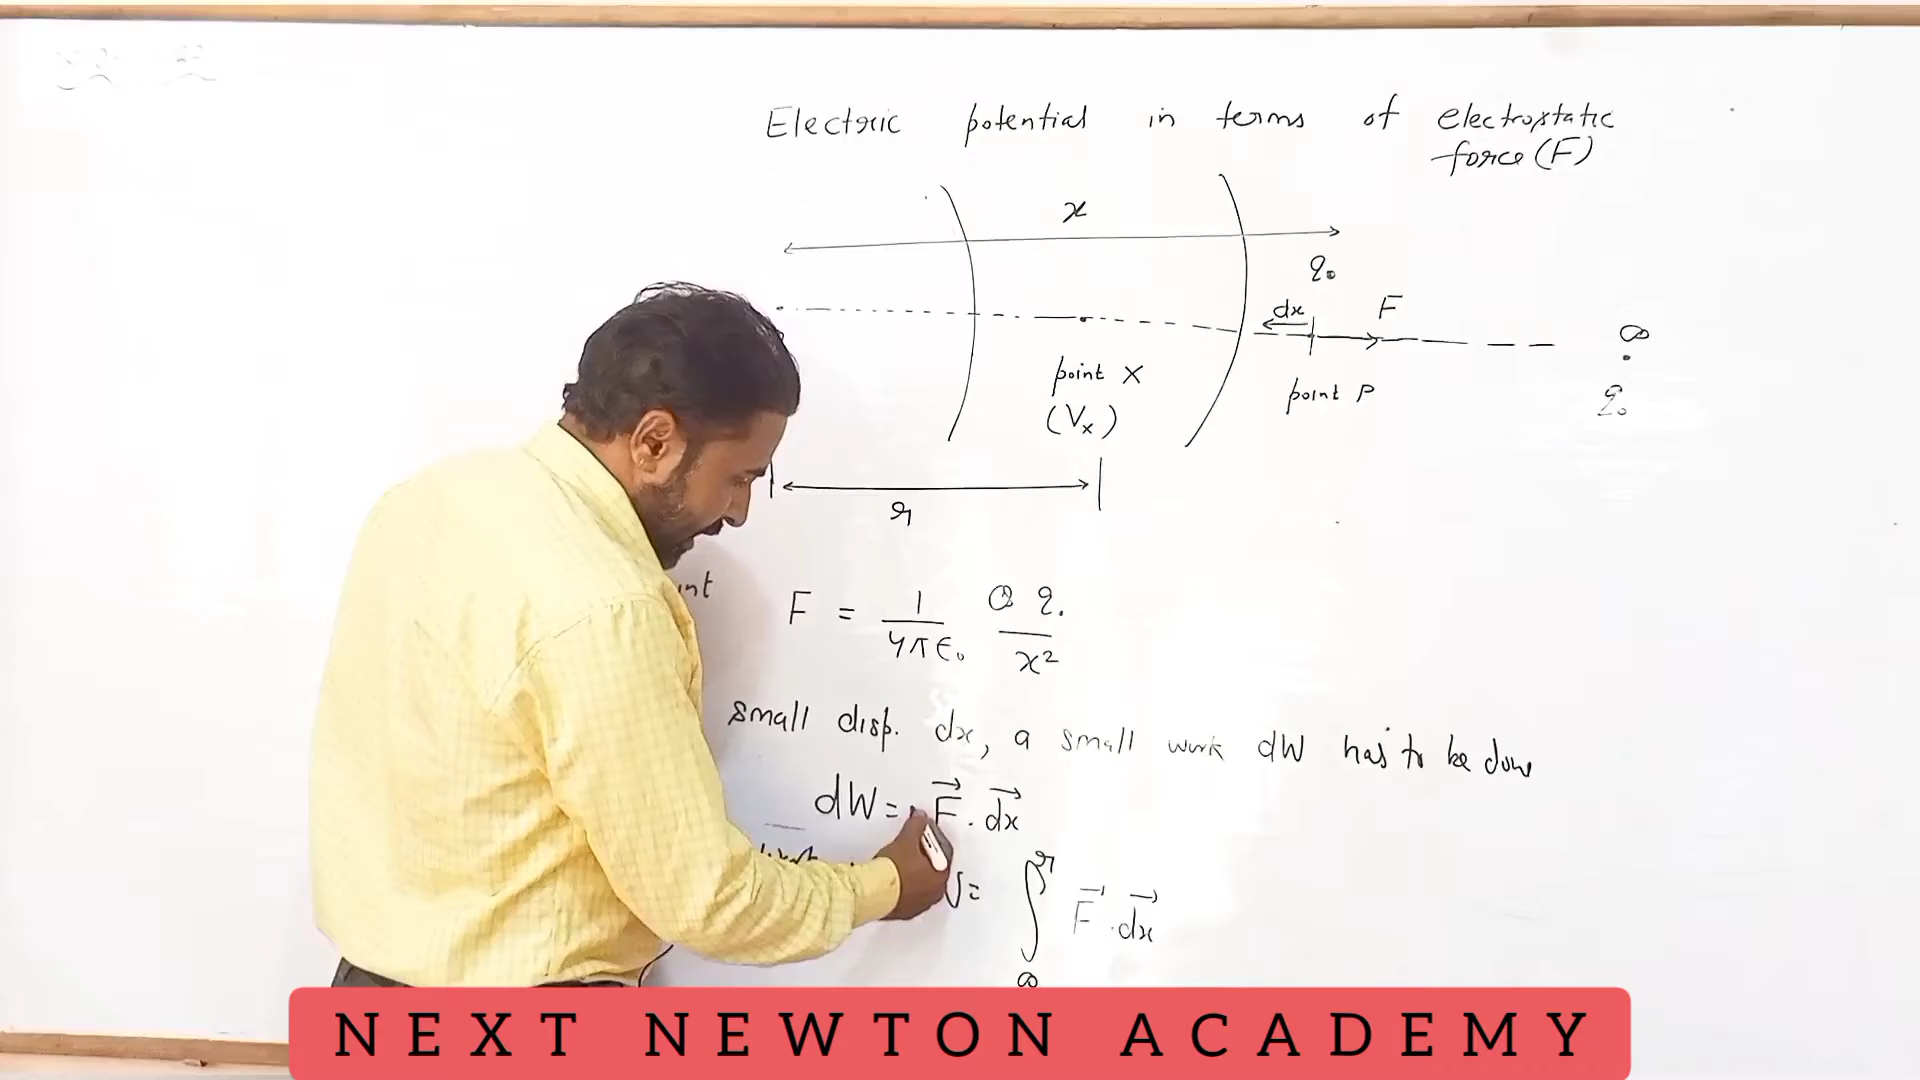 Electric potential in terms of electrostatic
force (F)
x
q₀
dx F
∞
point X
(Vx)
point P
q₀
r
F = 1/4πε₀ Q q₀/x²
small disp. dx, a small work dW has to be done
dW = F⃗ . dx⃗
= ∫∞^r F⃗ . dx⃗
NEXT NEWTON ACADEMY